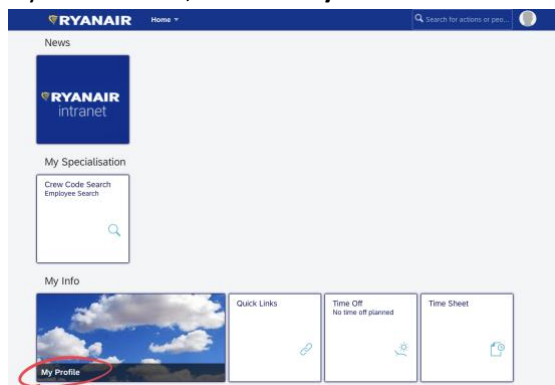 RYANAIR Home Search for actions or peo...
News
RYANAIR
intranet
My Specialisation
Crew Code Search
Employee Search
My Info
My Profile
Quick Links
Time Off
No time off planned
Time Sheet